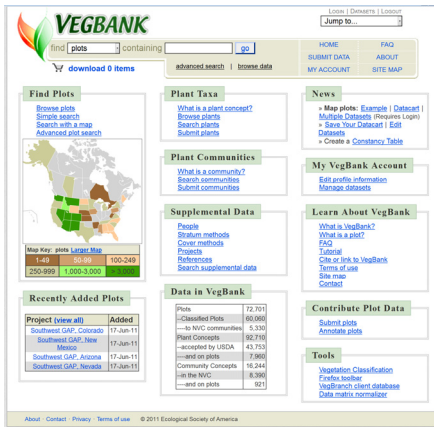 Login | Datasets | Logout
VEGBANK
Jump to...
find plots containing go
HOME FAQ
SUBMIT DATA ABOUT
MY ACCOUNT SITE MAP
download 0 items
advanced search | browse data
Find Plots
Browse plots
Simple search
Search with a map
Advanced plot search
Map Key: plots Larger Map
1-49 50-99 100-249
250-999 1,000-3,000 > 3,000
Recently Added Plots
Project (view all) Added
Southwest GAP, Colorado 17-Jun-11
Southwest GAP, New
Mexico 17-Jun-11
Southwest GAP, Arizona 17-Jun-11
Southwest GAP, Nevada 17-Jun-11
Plant Taxa
What is a plant concept?
Browse plants
Search plants
Submit plants
Plant Communities
What is a community?
Search communities
Submit communities
Supplemental Data
People
Stratum methods
Cover methods
Projects
References
Search supplemental data
Data in VegBank
Plots 72,701
--Classified Plots 60,060
----to NVC communities 5,330
Plant Concepts 92,710
--accepted by USDA 43,753
----and on plots 7,960
Community Concepts 16,244
--in the NVC 8,390
----and on plots 921
News
» Map plots: Example | Datacart |
Multiple Datasets (Requires Login)
» Save Your Datacart | Edit
Datasets
» Create a Constancy Table
My VegBank Account
Edit profile information
Manage datasets
Learn About VegBank
What is VegBank?
What is a plot?
FAQ
Tutorial
Cite or link to VegBank
Terms of use
Site map
Contact
Contribute Plot Data
Submit plots
Annotate plots
Tools
Vegetation Classification
Firefox toolbar
VegBranch client database
Data matrix normalizer
About · Contact · Privacy · Terms of use © 2011 Ecological Society of America